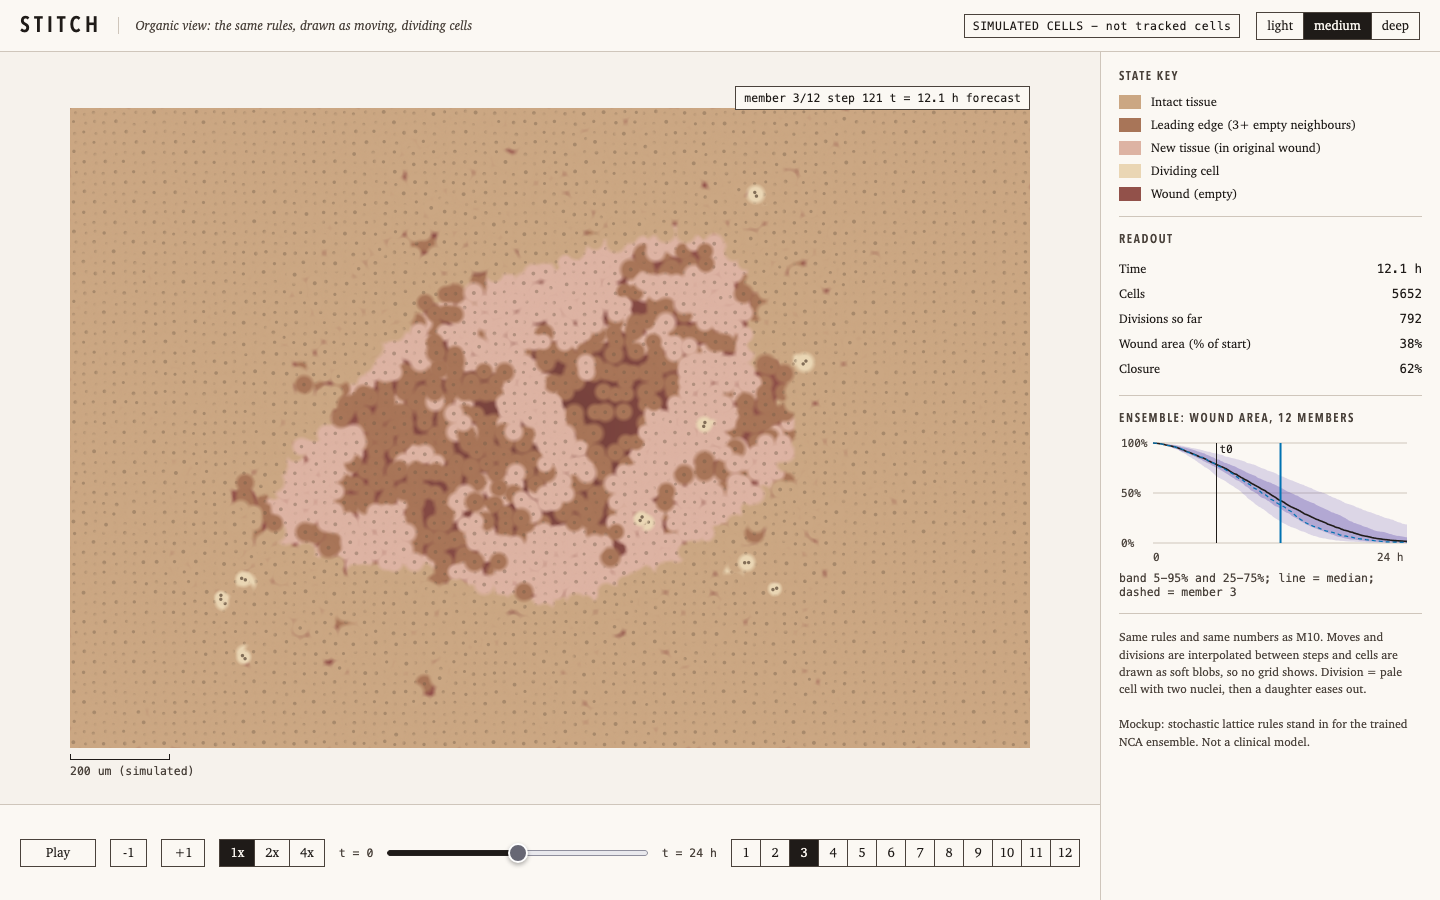 STITCH
Organic view: the same rules, drawn as moving, dividing cells
SIMULATED CELLS – not tracked cells
light medium deep
member 3/12 step 121 t = 12.1 h forecast
200 um (simulated)
Play -1 +1 1x 2x 4x t = 0 t = 24 h 1 2 3 4 5 6 7 8 9 10 11 12
STATE KEY
Intact tissue
Leading edge (3+ empty neighbours)
New tissue (in original wound)
Dividing cell
Wound (empty)
READOUT
Time 12.1 h
Cells 5652
Divisions so far 792
Wound area (% of start) 38%
Closure 62%
ENSEMBLE: WOUND AREA, 12 MEMBERS
100%
t0
50%
0%
0 24 h
band 5–95% and 25–75%; line = median;
dashed = member 3
Same rules and same numbers as M10. Moves and
divisions are interpolated between steps and cells are
drawn as soft blobs, so no grid shows. Division = pale
cell with two nuclei, then a daughter eases out.
Mockup: stochastic lattice rules stand in for the trained
NCA ensemble. Not a clinical model.